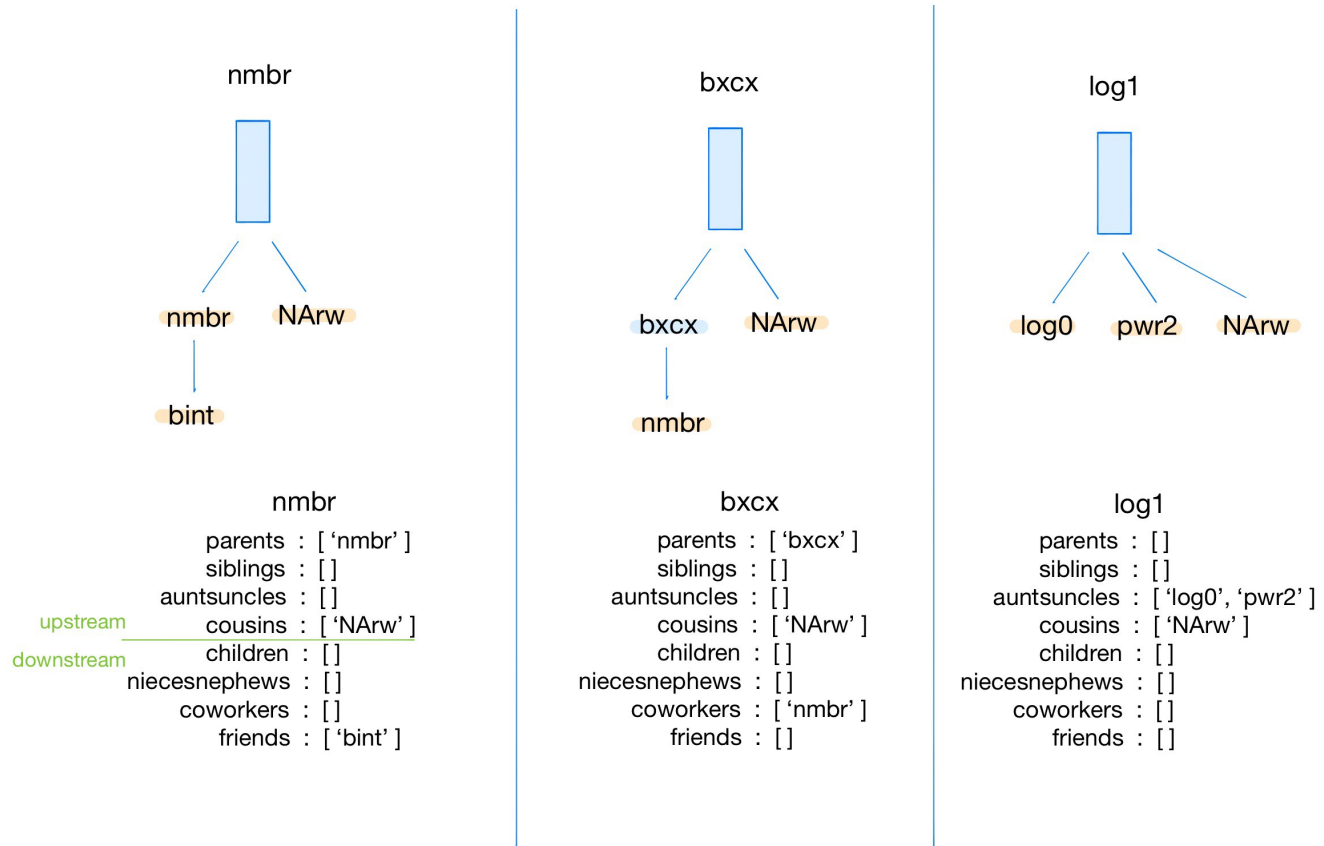 nmbr
nmbr NArw
bint
nmbr
parents : [ ‘nmbr’ ]
siblings : [ ]
auntsuncles : [ ]
upstream
cousins : [ ‘NArw’ ]
downstream
children : [ ]
niecesnephews : [ ]
coworkers : [ ]
friends : [ ‘bint’ ]
bxcx
bxcx NArw
nmbr
bxcx
parents : [ ‘bxcx’ ]
siblings : [ ]
auntsuncles : [ ]
cousins : [ ‘NArw’ ]
children : [ ]
niecesnephews : [ ]
coworkers : [ ‘nmbr’ ]
friends : [ ]
log1
log0 pwr2 NArw
log1
parents : [ ]
siblings : [ ]
auntsuncles : [ ‘log0’, ‘pwr2’ ]
cousins : [ ‘NArw’ ]
children : [ ]
niecesnephews : [ ]
coworkers : [ ]
friends : [ ]